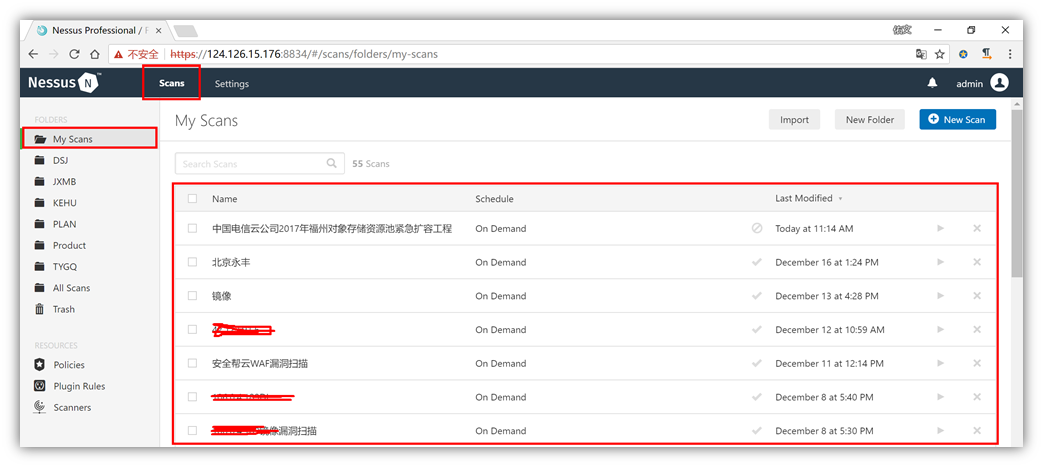 Nessus Professional / F
不安全 https://124.126.15.176:8834/#/scans/folders/my-scans
Nessus N ™ Scans Settings admin
FOLDERS
My Scans
DSJ
JXMB
KEHU
PLAN
Product
TYGQ
All Scans
Trash
RESOURCES
Policies
Plugin Rules
Scanners
My Scans Import New Folder New Scan
Search Scans 55 Scans
Name Schedule Last Modified
中国电信云公司2017年福州对象存储资源池紧急扩容工程 On Demand Today at 11:14 AM
北京永丰 On Demand December 16 at 1:24 PM
镜像 On Demand December 13 at 4:28 PM
On Demand December 12 at 10:59 AM
安全帮云WAF漏洞扫描 On Demand December 11 at 12:14 PM
On Demand December 8 at 5:40 PM
镜像漏洞扫描 On Demand December 8 at 5:30 PM